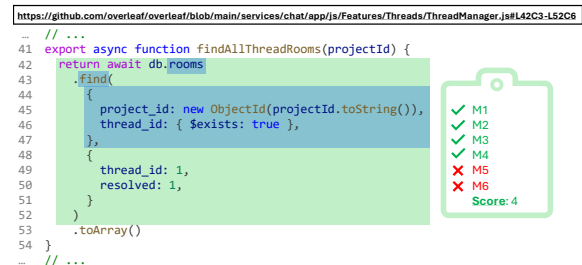 https://github.com/overleaf/overleaf/blob/main/services/chat/app/js/Features/Threads/ThreadManager.js#L42C3-L52C6
… // ...
41 export async function findAllThreadRooms(projectId) {
42 return await db.rooms
43 .find(
44 {
45 project_id: new ObjectId(projectId.toString()),
46 thread_id: { $exists: true },
47 },
48 {
49 thread_id: 1,
50 resolved: 1,
51 }
52 )
53 .toArray()
54 }
… // ...
✓ M1
✓ M2
✓ M3
✓ M4
✗ M5
✗ M6
Score: 4